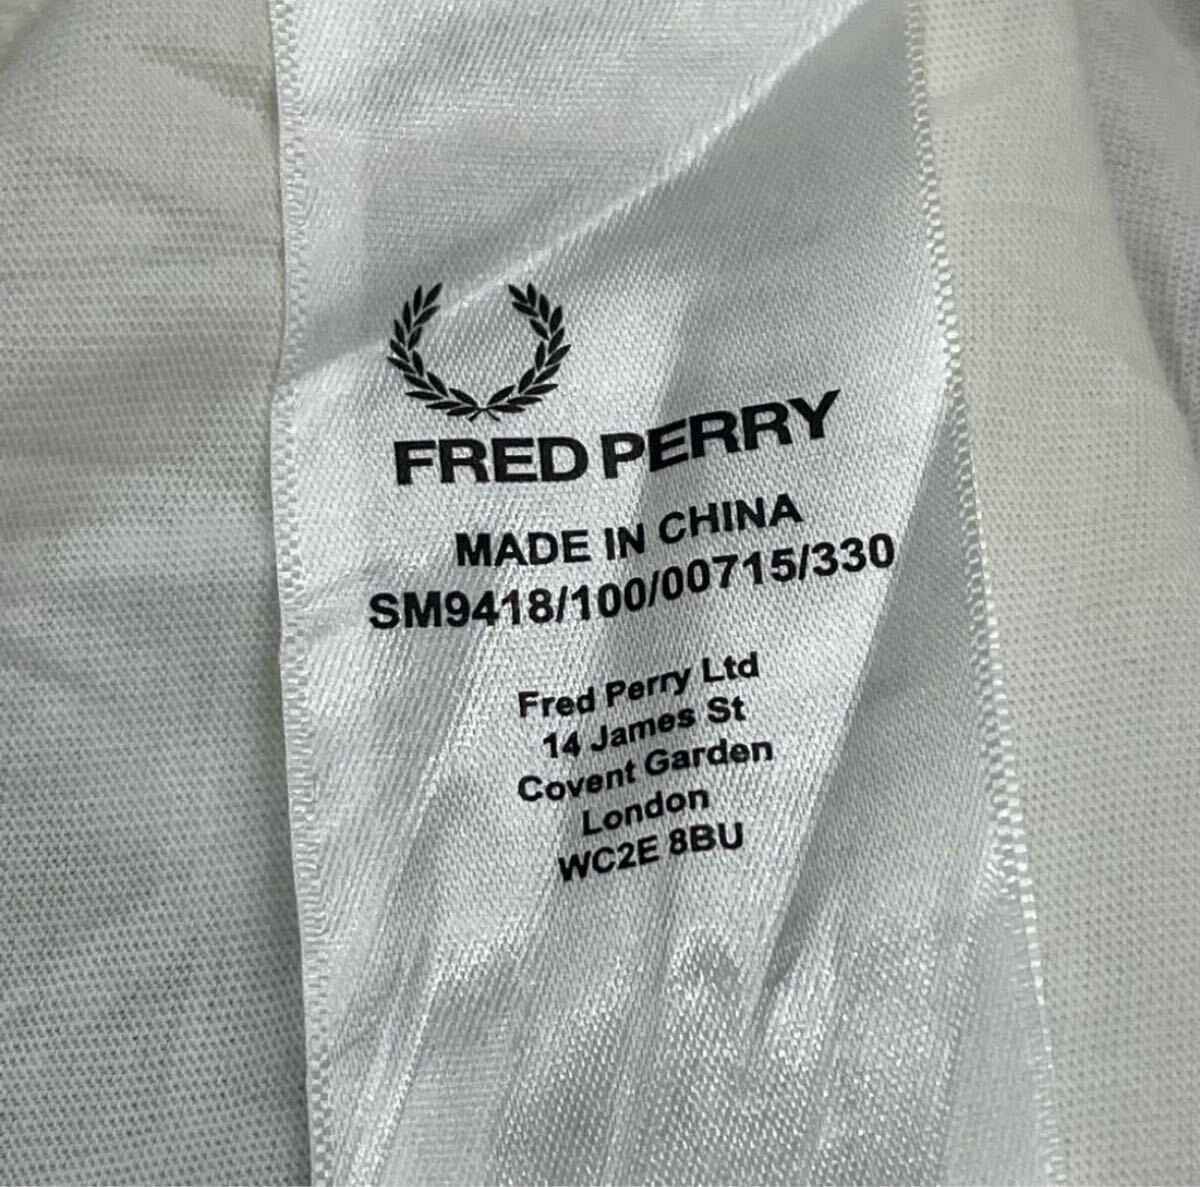 FRED PERRY
MADE IN CHINA
SM9418/100/00715/330
Fred Perry Ltd
14 James St
Covent Garden
London
WC2E 8BU